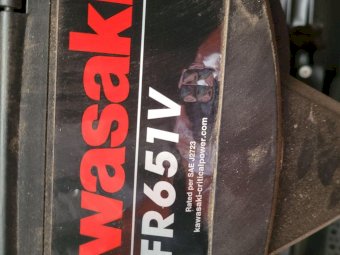 wasaki
FR651V
Rated per SAE J2723
kawasaki-criticalpower.com